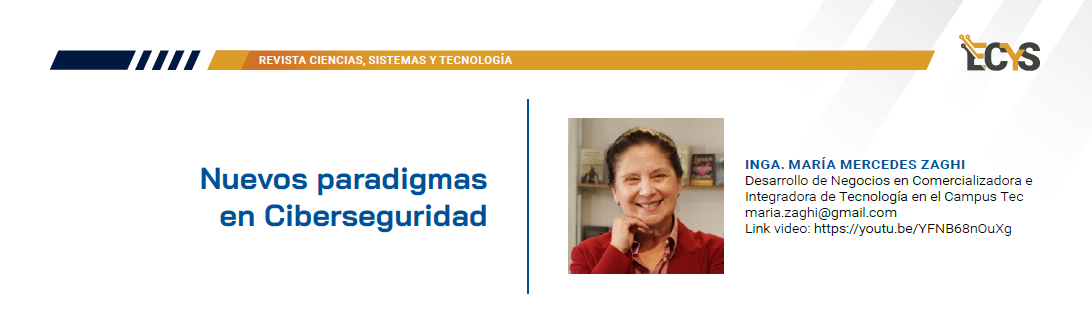 REVISTA CIENCIAS, SISTEMAS Y TECNOLOGÍA
ECYS
Nuevos paradigmas
en Ciberseguridad
INGA. MARÍA MERCEDES ZAGHI
Desarrollo de Negocios en Comercializadora e
Integradora de Tecnología en el Campus Tec
maria.zaghi@gmail.com
Link video: https://youtu.be/YFNB68nOuXg